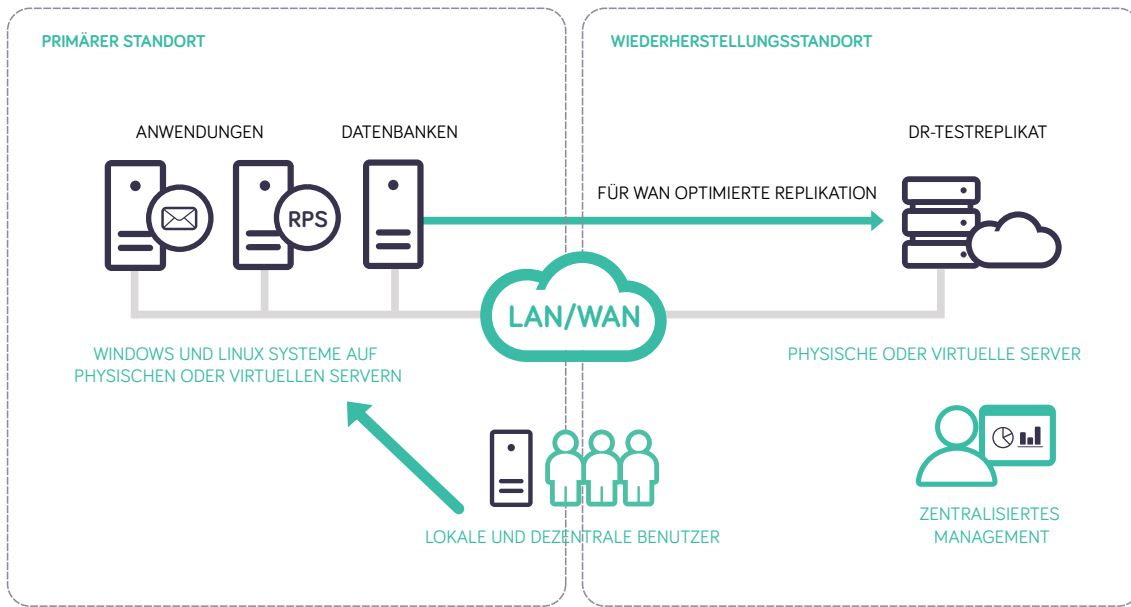 PRIMÄRER STANDORT
WIEDERHERSTELLUNGSSTANDORT
ANWENDUNGEN
DATENBANKEN
DR-TESTREPLIKAT
FÜR WAN OPTIMIERTE REPLIKATION
RPS
LAN/WAN
WINDOWS UND LINUX SYSTEME AUF
PHYSISCHEN ODER VIRTUELLEN SERVERN
PHYSISCHE ODER VIRTUELLE SERVER
LOKALE UND DEZENTRALE BENUTZER
ZENTRALISIERTES
MANAGEMENT